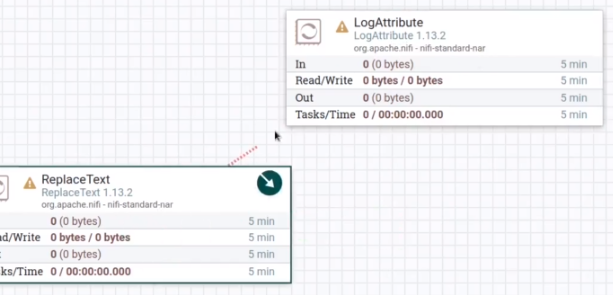 LogAttribute
LogAttribute 1.13.2
org.apache.nifi - nifi-standard-nar
In 0 (0 bytes) 5 min
Read/Write 0 bytes / 0 bytes 5 min
Out 0 (0 bytes) 5 min
Tasks/Time 0 / 00:00:00.000 5 min
ReplaceText
ReplaceText 1.13.2
org.apache.nifi - nifi-standard-nar
0 (0 bytes) 5 min
ad/Write 0 bytes / 0 bytes 5 min
0 (0 bytes) 5 min
ks/Time 0 / 00:00:00.000 5 min